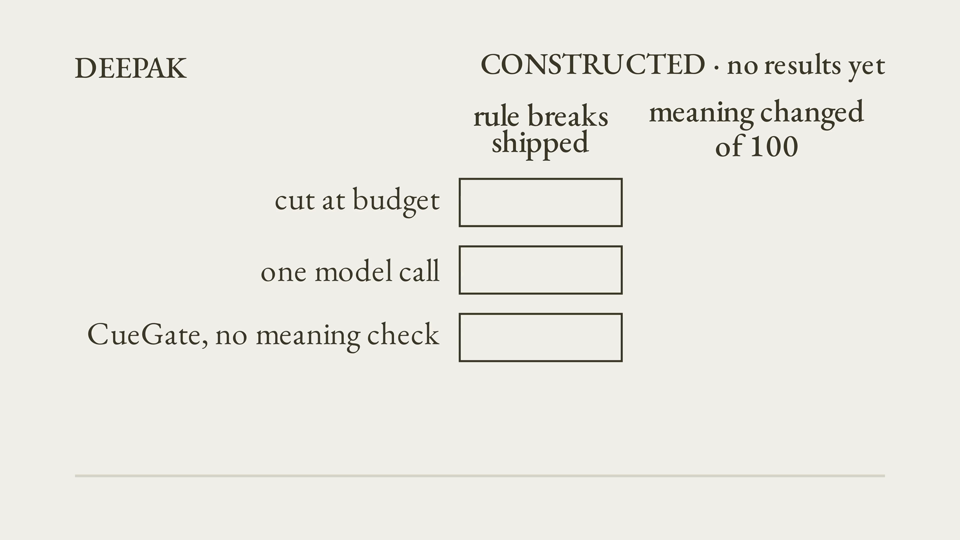 DEEPAK
CONSTRUCTED · no results yet
rule breaks
shipped
meaning changed
of 100
cut at budget
one model call
CueGate, no meaning check